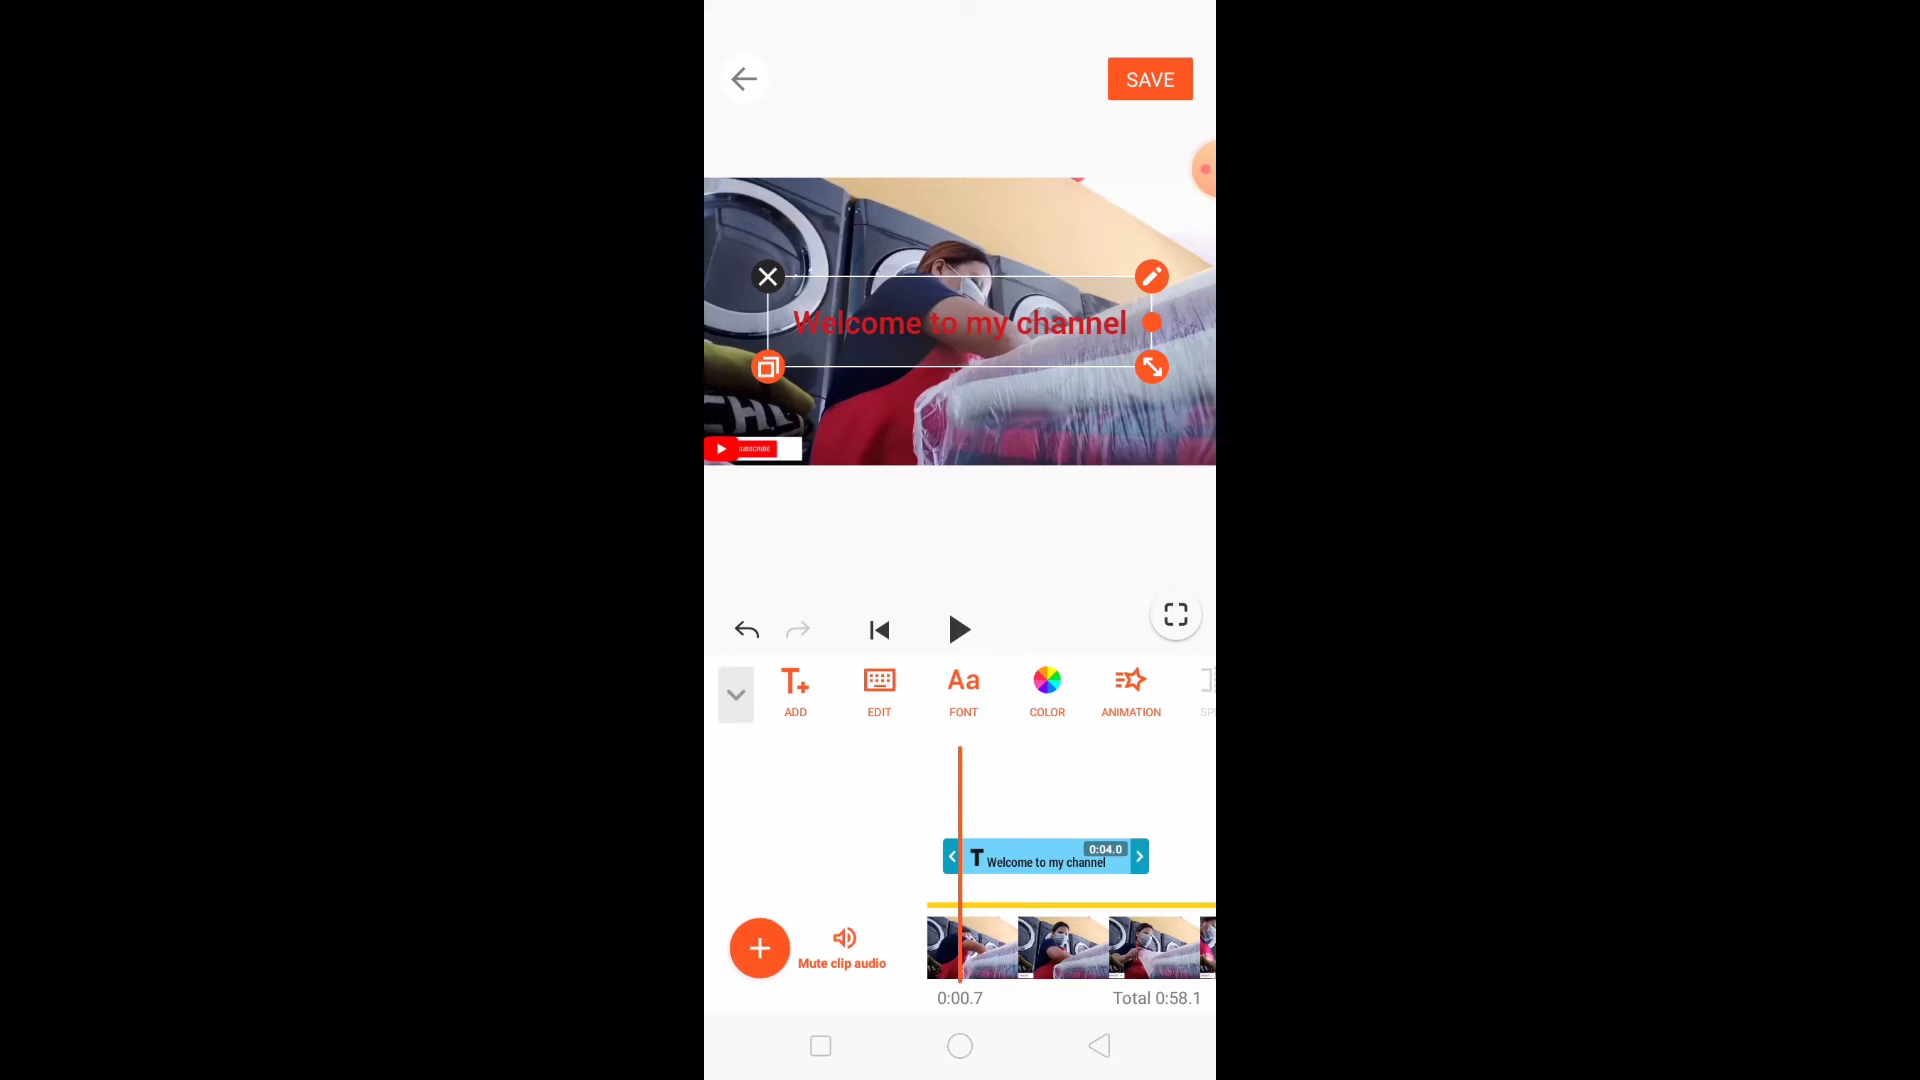 SAVE
Welcome to my channel
SUBSCRIBE
ADD
EDIT
Aa
FONT
COLOR
ANIMATION
0:04.0
T Welcome to my channel
Mute clip audio
0:00.7
Total 0:58.1